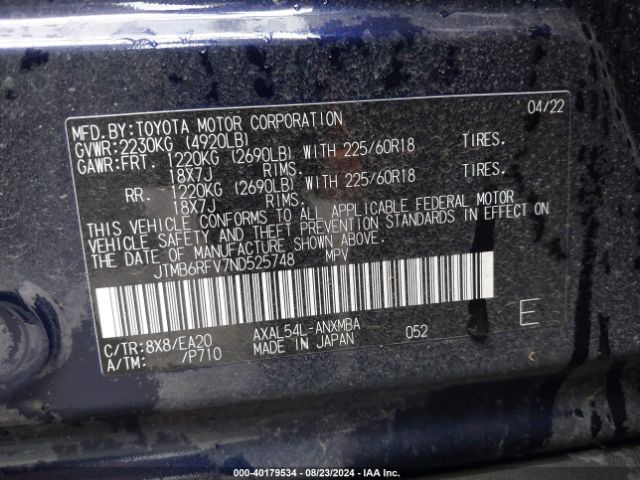 MFD.BY:TOYOTA MOTOR CORPORATION 04/22
GVWR:2230KG (4920LB)
GAWR:FRT. 1220KG (2690LB) WITH 225/60R18 TIRES.
18X7J RIMS.
RR. 1220KG (2690LB) WITH 225/60R18 TIRES.
18X7J RIMS.
THIS VEHICLE CONFORMS TO ALL APPLICABLE FEDERAL MOTOR
VEHICLE SAFETY AND THEFT PREVENTION STANDARDS IN EFFECT ON
THE DATE OF MANUFACTURE SHOWN ABOVE.
JTMB6RFV7ND525748 MPV
C/TR:8X8/EA20 AXAL54L-ANXMBA 052 E
A/TM: /P710 MADE IN JAPAN
000-40179534 - 08/23/2024 - IAA Inc.